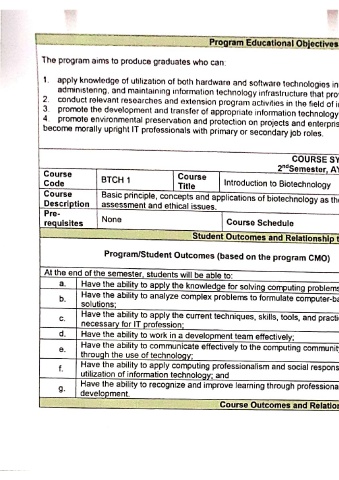 Program Educational Objectives
The program aims to produce graduates who can:
1. apply knowledge of utilization of both hardware and software technologies in
administering, and maintaining information technology infrastructure that pro
2. conduct relevant researches and extension program activities in the field of i
3. promote the development and transfer of appropriate information technology
4. promote environmental preservation and protection on projects and enterpris
become morally upright IT professionals with primary or secondary job roles.
COURSE SY
2nd Semester, AY
Course Code BTCH 1 Course Title Introduction to Biotechnology
Course Description Basic principle, concepts and applications of biotechnology as the
assessment and ethical issues.
Pre-requisites None Course Schedule
Student Outcomes and Relationship t
Program/Student Outcomes (based on the program CMO)
At the end of the semester, students will be able to:
a. Have the ability to apply the knowledge for solving computing problems
b. Have the ability to analyze complex problems to formulate computer-ba
solutions;
c. Have the ability to apply the current techniques, skills, tools, and practi
necessary for IT profession;
d. Have the ability to work in a development team effectively;
e. Have the ability to communicate effectively to the computing communit
through the use of technology;
f. Have the ability to apply computing professionalism and social respons
utilization of information technology; and
g. Have the ability to recognize and improve learning through professiona
development.
Course Outcomes and Relation